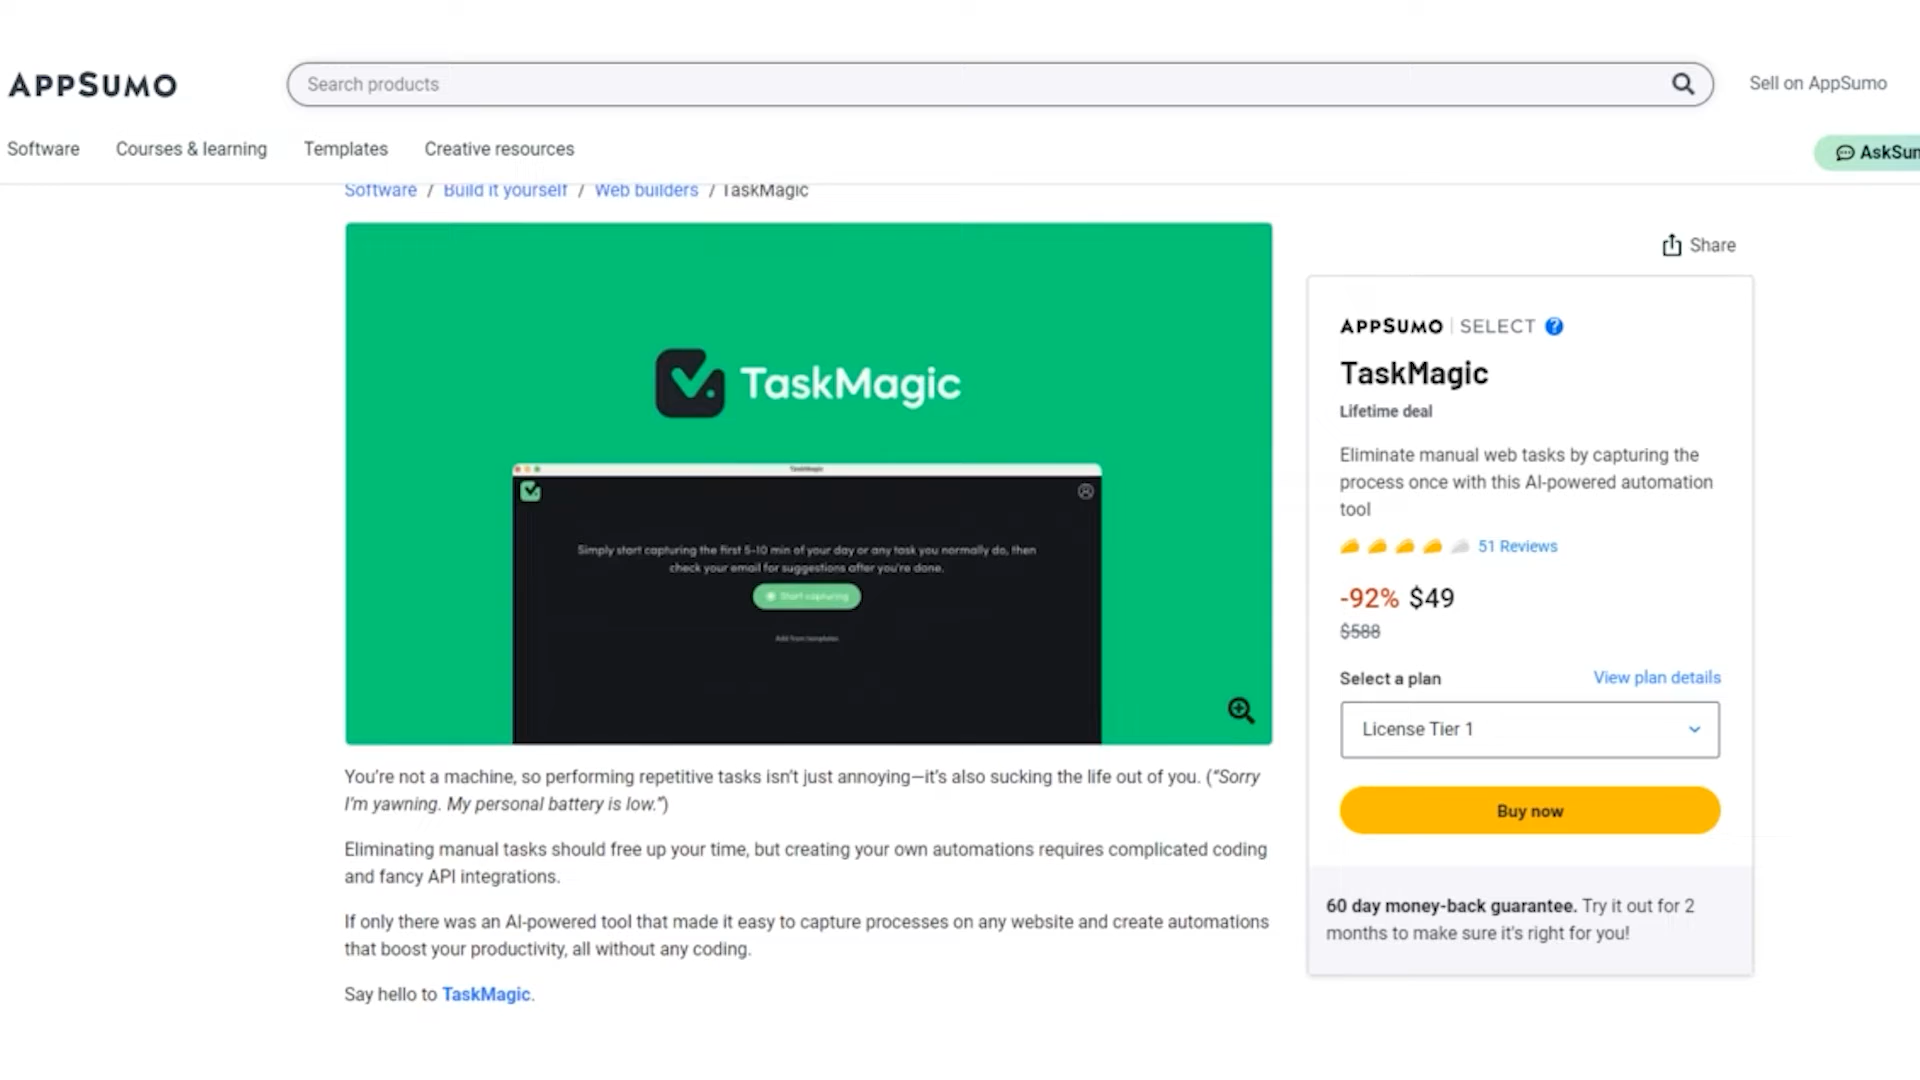 APPSUMO
Search products
Sell on AppSumo
Software
Courses & learning
Templates
Creative resources
AskSum
Software / Build it yourself / Web builders / TaskMagic
TaskMagic
TaskMagic
Simply start capturing the first 5-10 min of your day or any task you normally do, then
check your email for suggestions after you're done.
Start capturing
Add from templates
You're not a machine, so performing repetitive tasks isn't just annoying—it's also sucking the life out of you. (“Sorry
I'm yawning. My personal battery is low.”)
Eliminating manual tasks should free up your time, but creating your own automations requires complicated coding
and fancy API integrations.
If only there was an AI-powered tool that made it easy to capture processes on any website and create automations
that boost your productivity, all without any coding.
Say hello to TaskMagic.
Share
APPSUMO | SELECT ?
TaskMagic
Lifetime deal
Eliminate manual web tasks by capturing the
process once with this AI-powered automation
tool
51 Reviews
-92% $49
$588
Select a plan
View plan details
License Tier 1
Buy now
60 day money-back guarantee. Try it out for 2
months to make sure it's right for you!